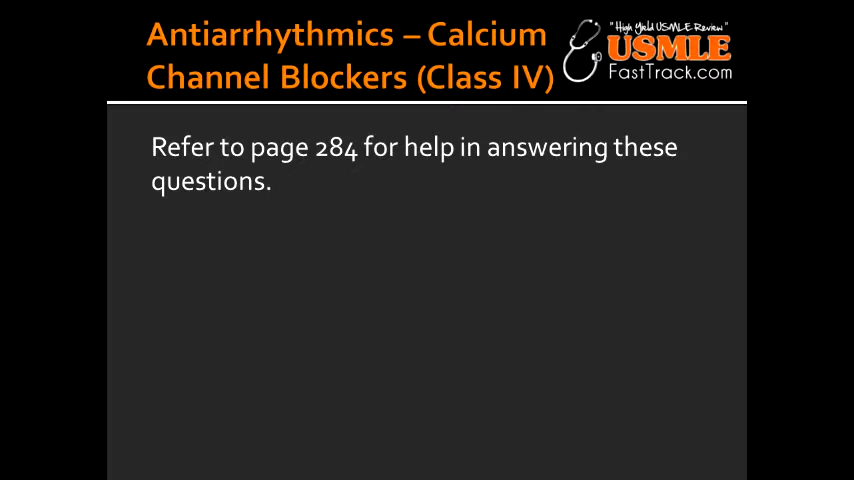 Antiarrhythmics – Calcium
Channel Blockers (Class IV)
"High Yield USMLE Review"
USMLE
FastTrack.com
Refer to page 284 for help in answering these
questions.